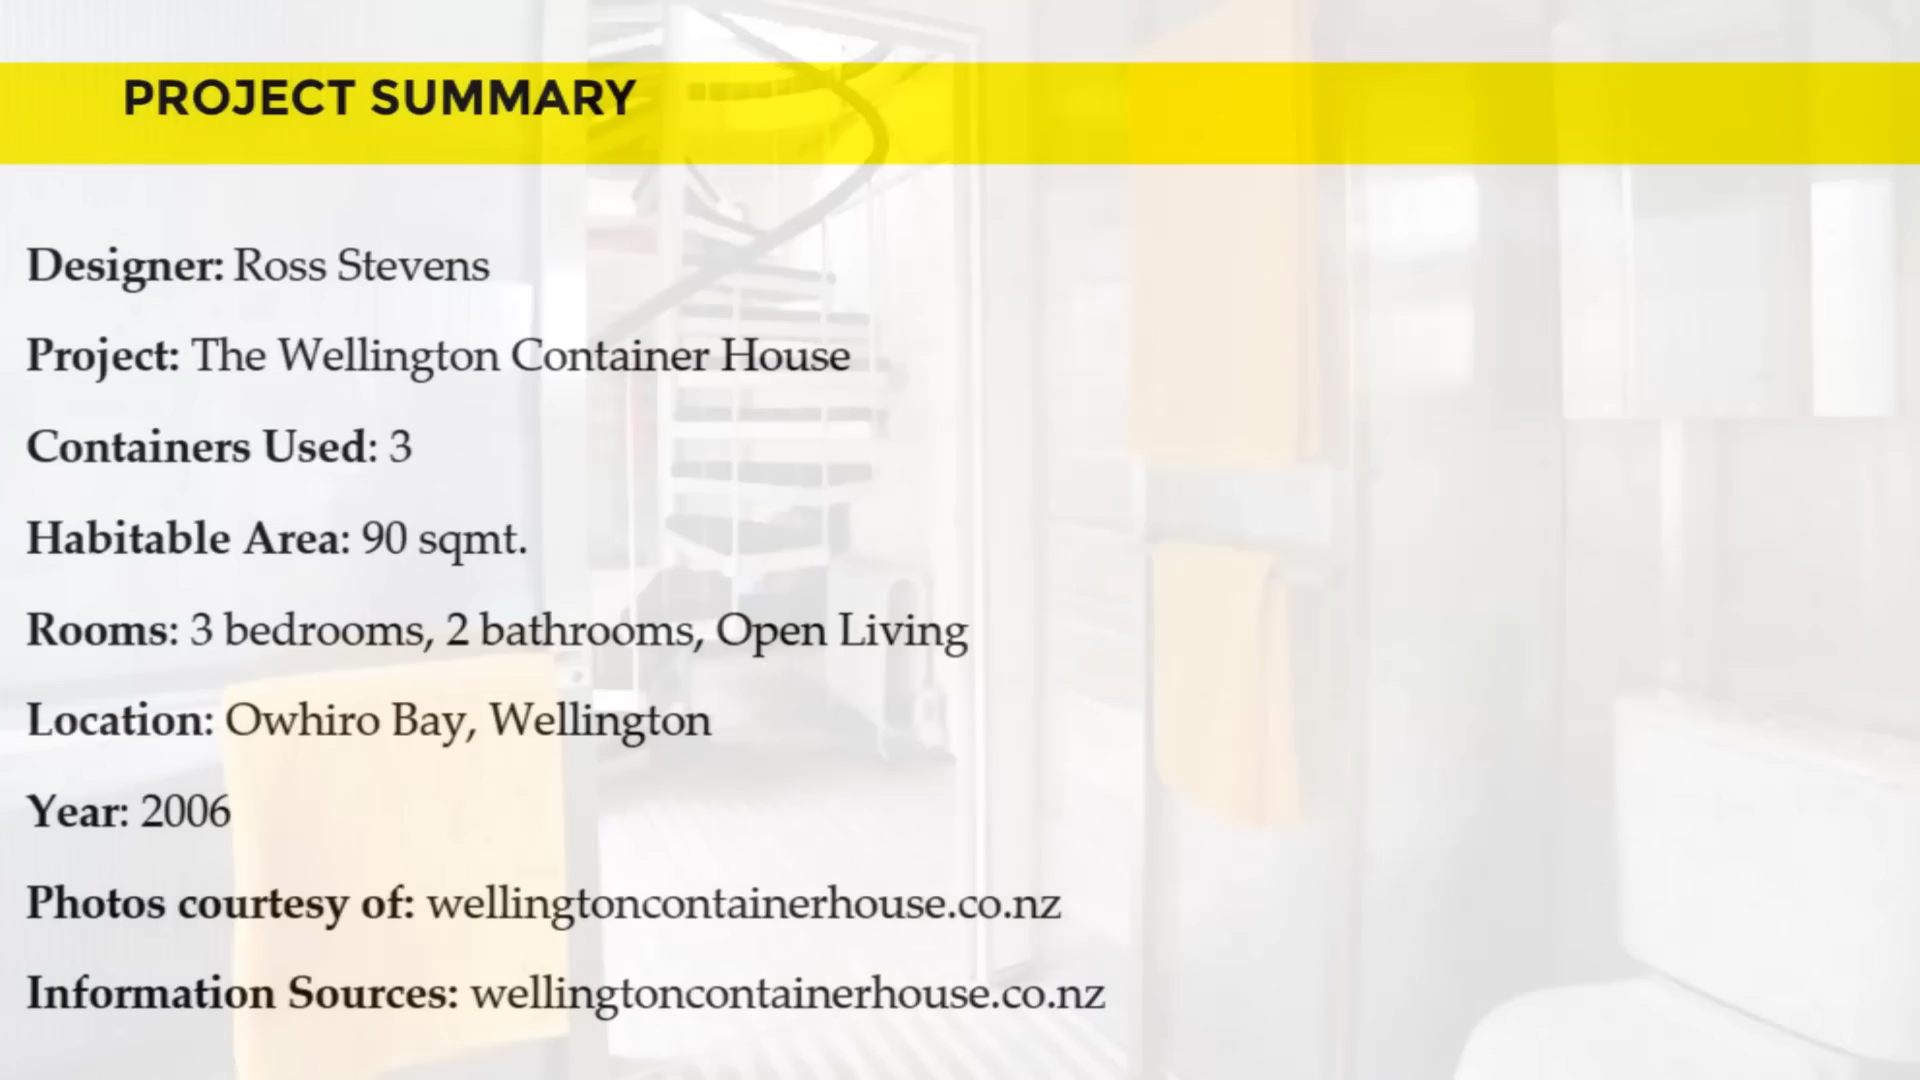 PROJECT SUMMARY
Designer: Ross Stevens
Project: The Wellington Container House
Containers Used: 3
Habitable Area: 90 sqmt.
Rooms: 3 bedrooms, 2 bathrooms, Open Living
Location: Owhiro Bay, Wellington
Year: 2006
Photos courtesy of: wellingtoncontainerhouse.co.nz
Information Sources: wellingtoncontainerhouse.co.nz